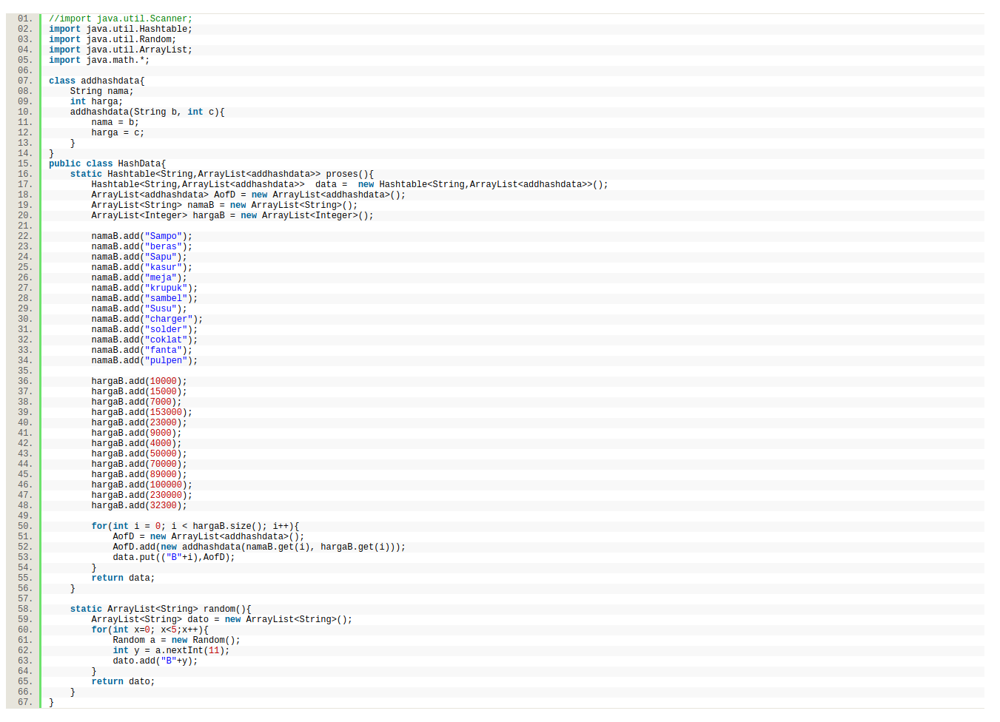 01. //import java.util.Scanner;
02. import java.util.Hashtable;
03. import java.util.Random;
04. import java.util.ArrayList;
05. import java.math.*;
06.
07. class addhashdata{
08.     String nama;
09.     int harga;
10.     addhashdata(String b, int c){
11.         nama = b;
12.         harga = c;
13.     }
14. }
15. public class HashData{
16.     static Hashtable<String,ArrayList<addhashdata>> proses(){
17.         Hashtable<String,ArrayList<addhashdata>>  data =  new Hashtable<String,ArrayList<addhashdata>>();
18.         ArrayList<addhashdata> AofD = new ArrayList<addhashdata>();
19.         ArrayList<String> namaB = new ArrayList<String>();
20.         ArrayList<Integer> hargaB = new ArrayList<Integer>();
21.
22.         namaB.add("Sampo");
23.         namaB.add("beras");
24.         namaB.add("Sapu");
25.         namaB.add("kasur");
26.         namaB.add("meja");
27.         namaB.add("krupuk");
28.         namaB.add("sambel");
29.         namaB.add("Susu");
30.         namaB.add("charger");
31.         namaB.add("solder");
32.         namaB.add("coklat");
33.         namaB.add("fanta");
34.         namaB.add("pulpen");
35.
36.         hargaB.add(10000);
37.         hargaB.add(15000);
38.         hargaB.add(7000);
39.         hargaB.add(153000);
40.         hargaB.add(23000);
41.         hargaB.add(9000);
42.         hargaB.add(4000);
43.         hargaB.add(50000);
44.         hargaB.add(70000);
45.         hargaB.add(89000);
46.         hargaB.add(100000);
47.         hargaB.add(230000);
48.         hargaB.add(32300);
49.
50.         for(int i = 0; i < hargaB.size(); i++){
51.             AofD = new ArrayList<addhashdata>();
52.             AofD.add(new addhashdata(namaB.get(i), hargaB.get(i)));
53.             data.put(("B"+i),AofD);
54.         }
55.         return data;
56.     }
57.
58.     static ArrayList<String> random(){
59.         ArrayList<String> dato = new ArrayList<String>();
60.         for(int x=0; x<5;x++){
61.             Random a = new Random();
62.             int y = a.nextInt(11);
63.             dato.add("B"+y);
64.         }
65.         return dato;
66.     }
67. }